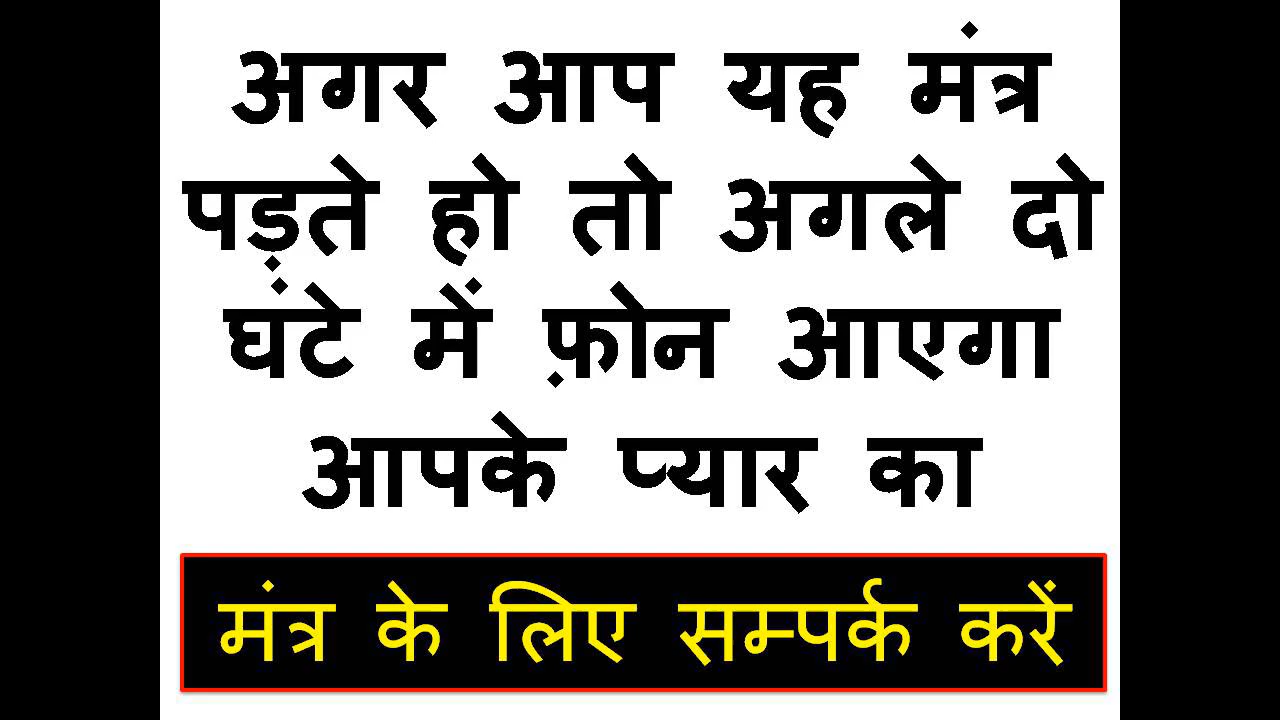 अगर आप यह मंत्र
पड़ते हो तो अगले दो
घंटे में फ़ोन आएगा
आपके प्यार का
मंत्र के लिए सम्पर्क करें